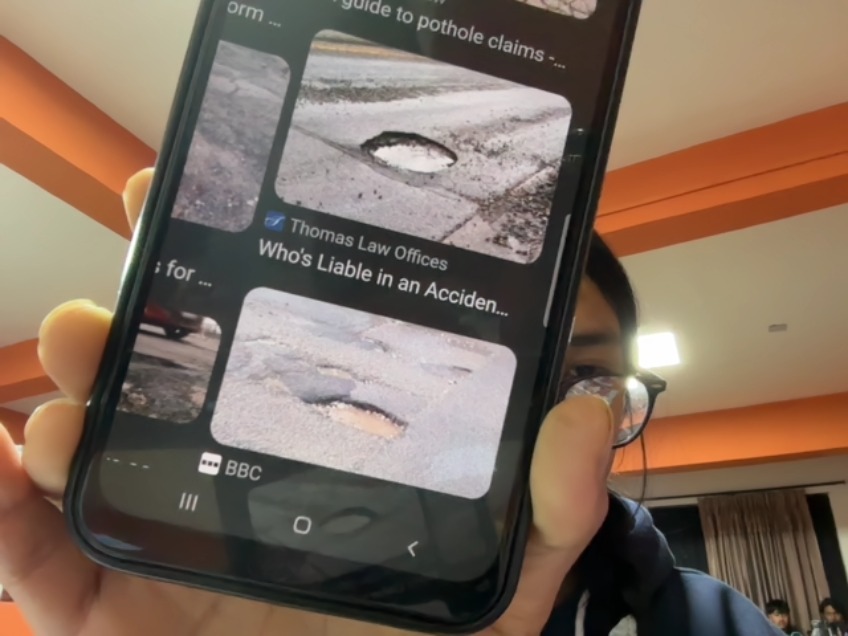 orm ...
guide to pothole claims -...
Thomas Law Offices
Who's Liable in an Acciden...
s for ...
BBC